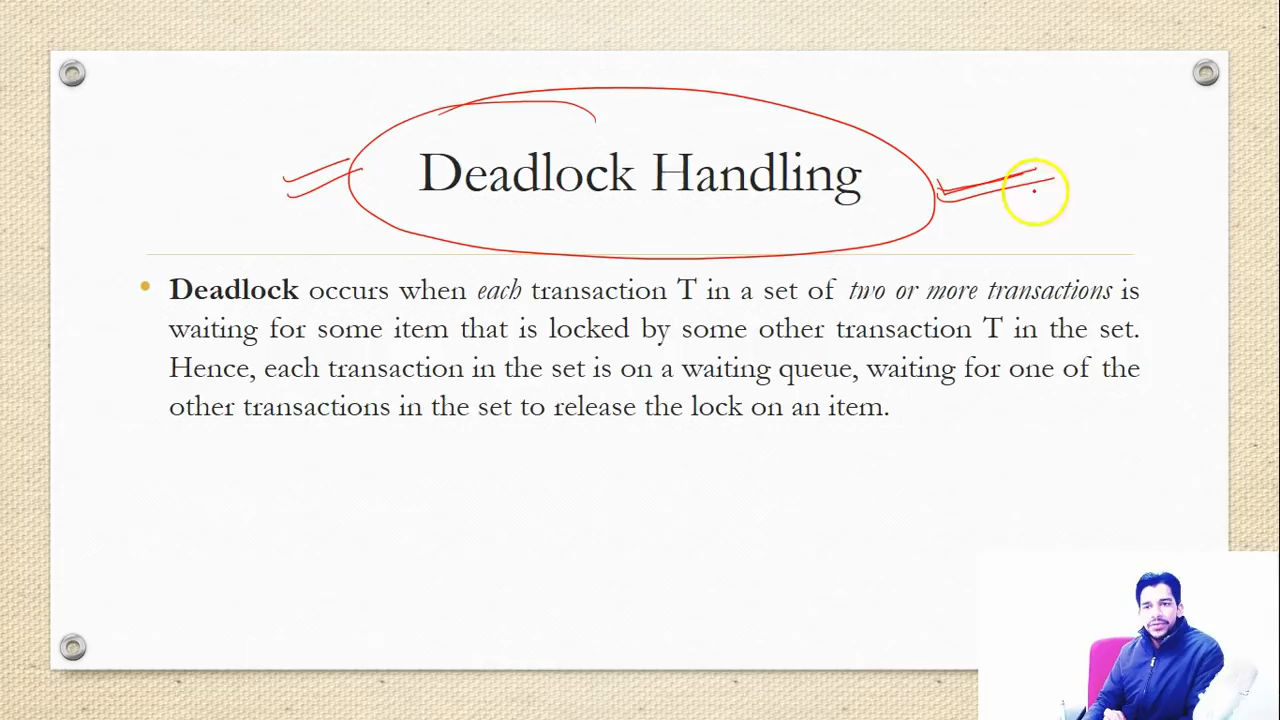 Deadlock Handling
• Deadlock occurs when each transaction T in a set of two or more transactions is
waiting for some item that is locked by some other transaction T in the set.
Hence, each transaction in the set is on a waiting queue, waiting for one of the
other transactions in the set to release the lock on an item.